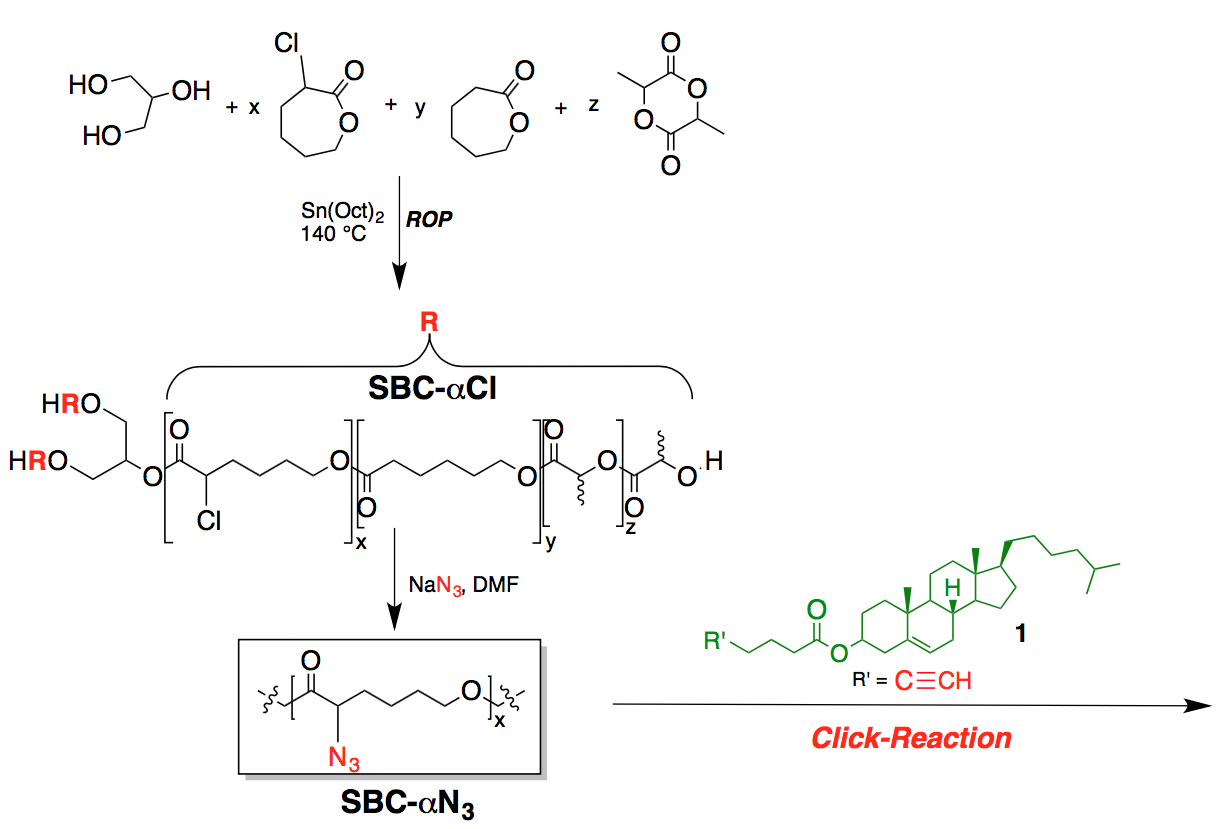 Cl
O
HO
OH
HO
+ x
O
+ y
O
O
+ z
O
O
O
O
Sn(Oct)2
140 °C
ROP
R
SBC-αCl
HRO
HRO
O
O
Cl
O
x
O
O
y
O
O
z
O
O
O
H
NaN3, DMF
O
O
x
N3
SBC-αN3
H
O
R'
O
1
R' = C≡CH
Click-Reaction